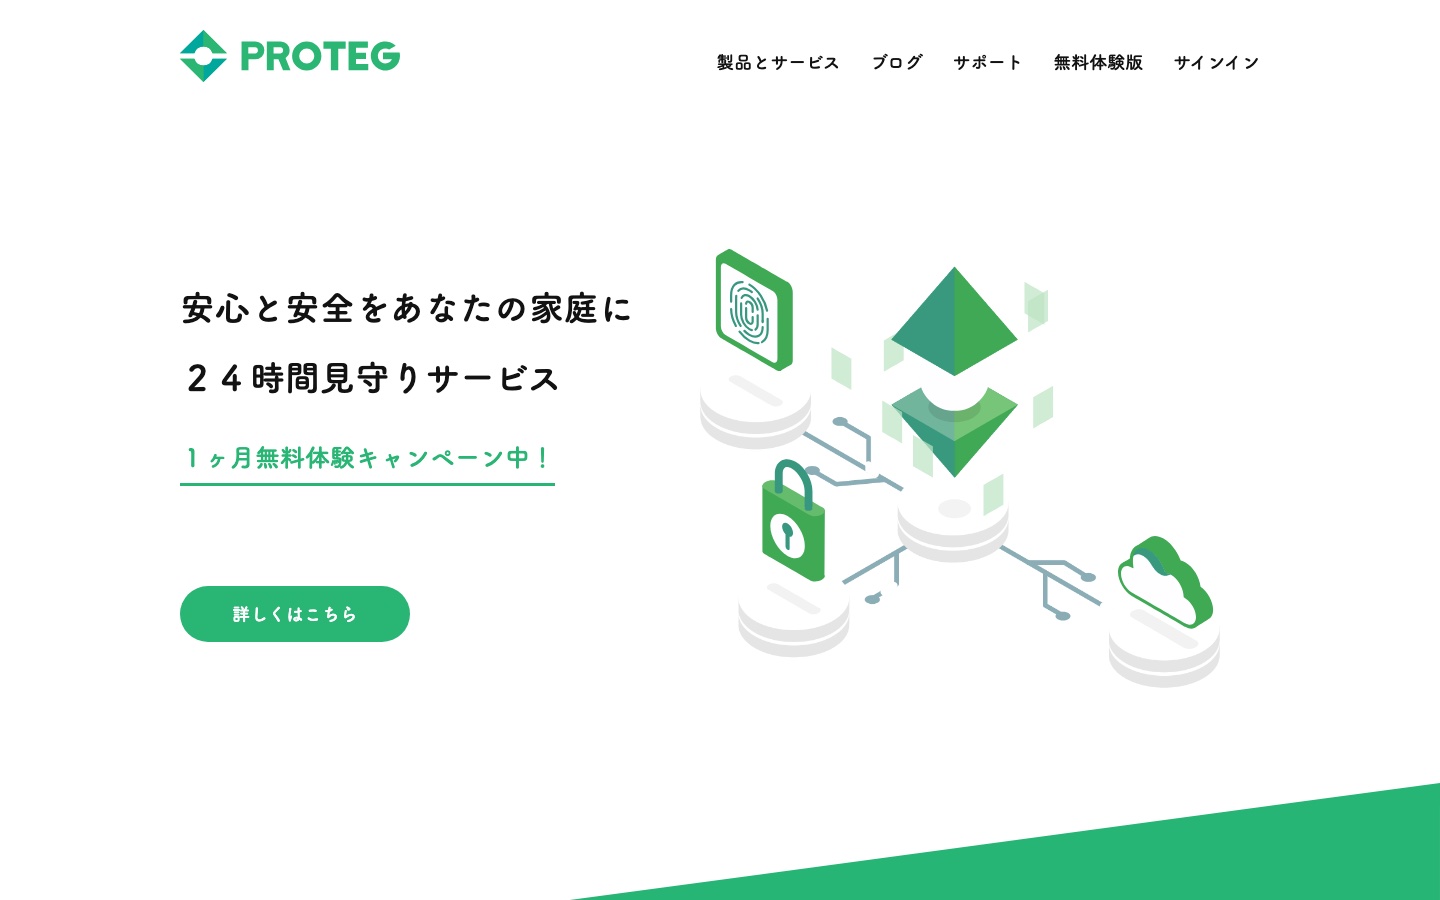 PROTEG
製品とサービス
ブログ
サポート
無料体験版
サインイン
安心と安全をあなたの家庭に
２４時間見守りサービス
１ヶ月無料体験キャンペーン中！
詳しくはこちら